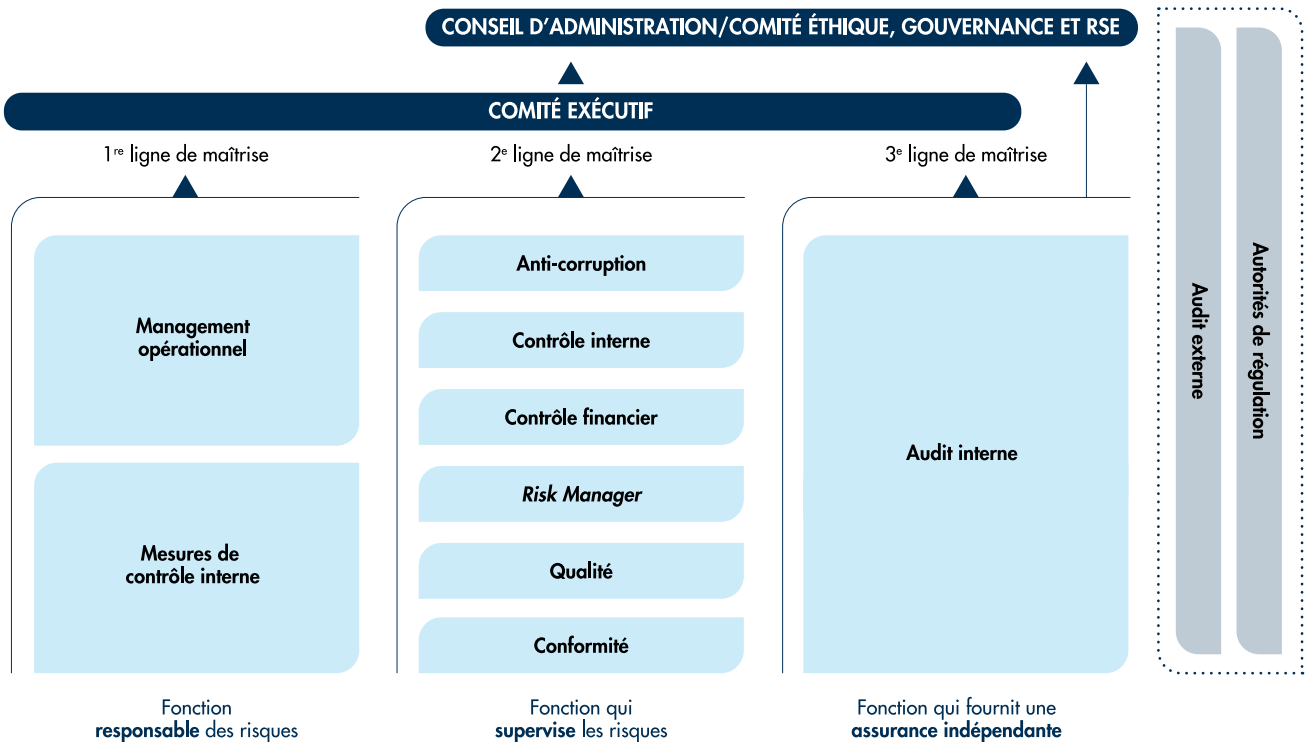 CONSEIL D'ADMINISTRATION/COMITÉ ÉTHIQUE, GOUVERNANCE ET RSE
COMITÉ EXÉCUTIF
1re ligne de maîtrise
Management
opérationnel
Mesures de
contrôle interne
Fonction
responsable des risques
2e ligne de maîtrise
Anti-corruption
Contrôle interne
Contrôle financier
Risk Manager
Qualité
Conformité
Fonction qui
supervise les risques
3e ligne de maîtrise
Audit interne
Fonction qui fournit une
assurance indépendante
Audit externe
Autorités de régulation